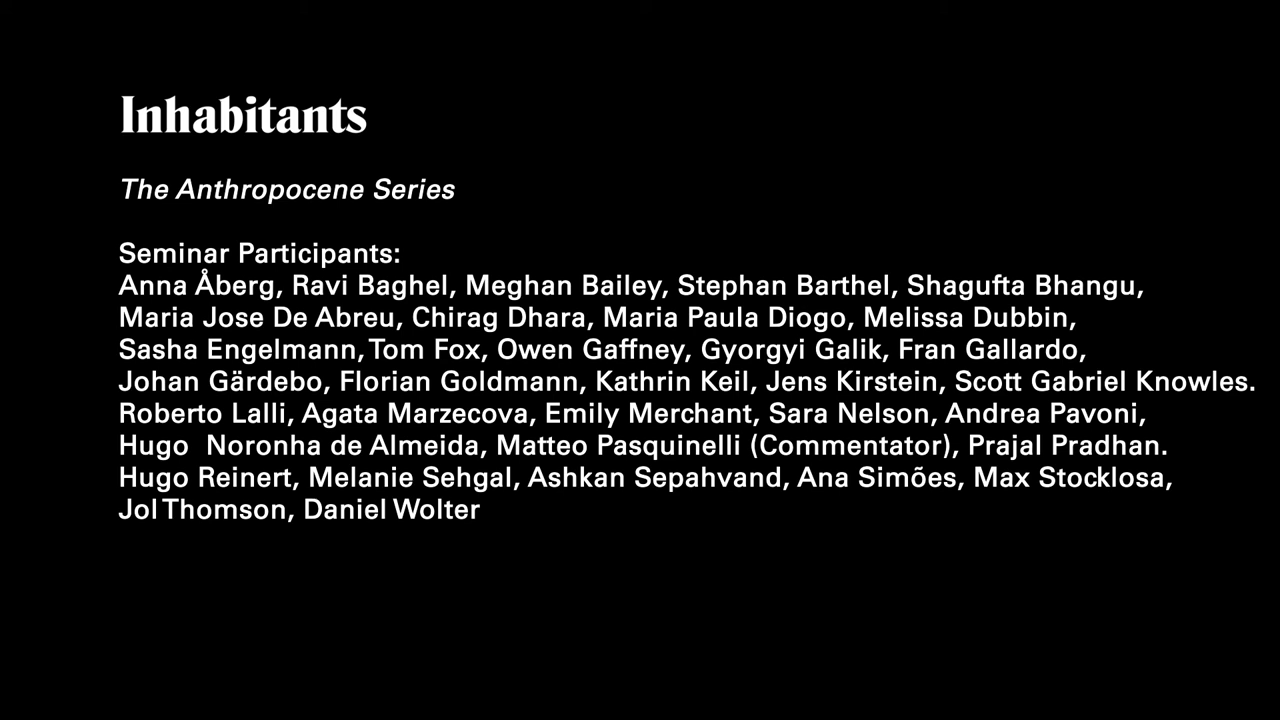 Inhabitants
The Anthropocene Series
Seminar Participants:
Anna Åberg, Ravi Baghel, Meghan Bailey, Stephan Barthel, Shagufta Bhangu,
Maria Jose De Abreu, Chirag Dhara, Maria Paula Diogo, Melissa Dubbin,
Sasha Engelmann, Tom Fox, Owen Gaffney, Gyorgyi Galik, Fran Gallardo,
Johan Gärdebo, Florian Goldmann, Kathrin Keil, Jens Kirstein, Scott Gabriel Knowles.
Roberto Lalli, Agata Marzecova, Emily Merchant, Sara Nelson, Andrea Pavoni,
Hugo  Noronha de Almeida, Matteo Pasquinelli (Commentator), Prajal Pradhan.
Hugo Reinert, Melanie Sehgal, Ashkan Sepahvand, Ana Simões, Max Stocklosa,
Jol Thomson, Daniel Wolter